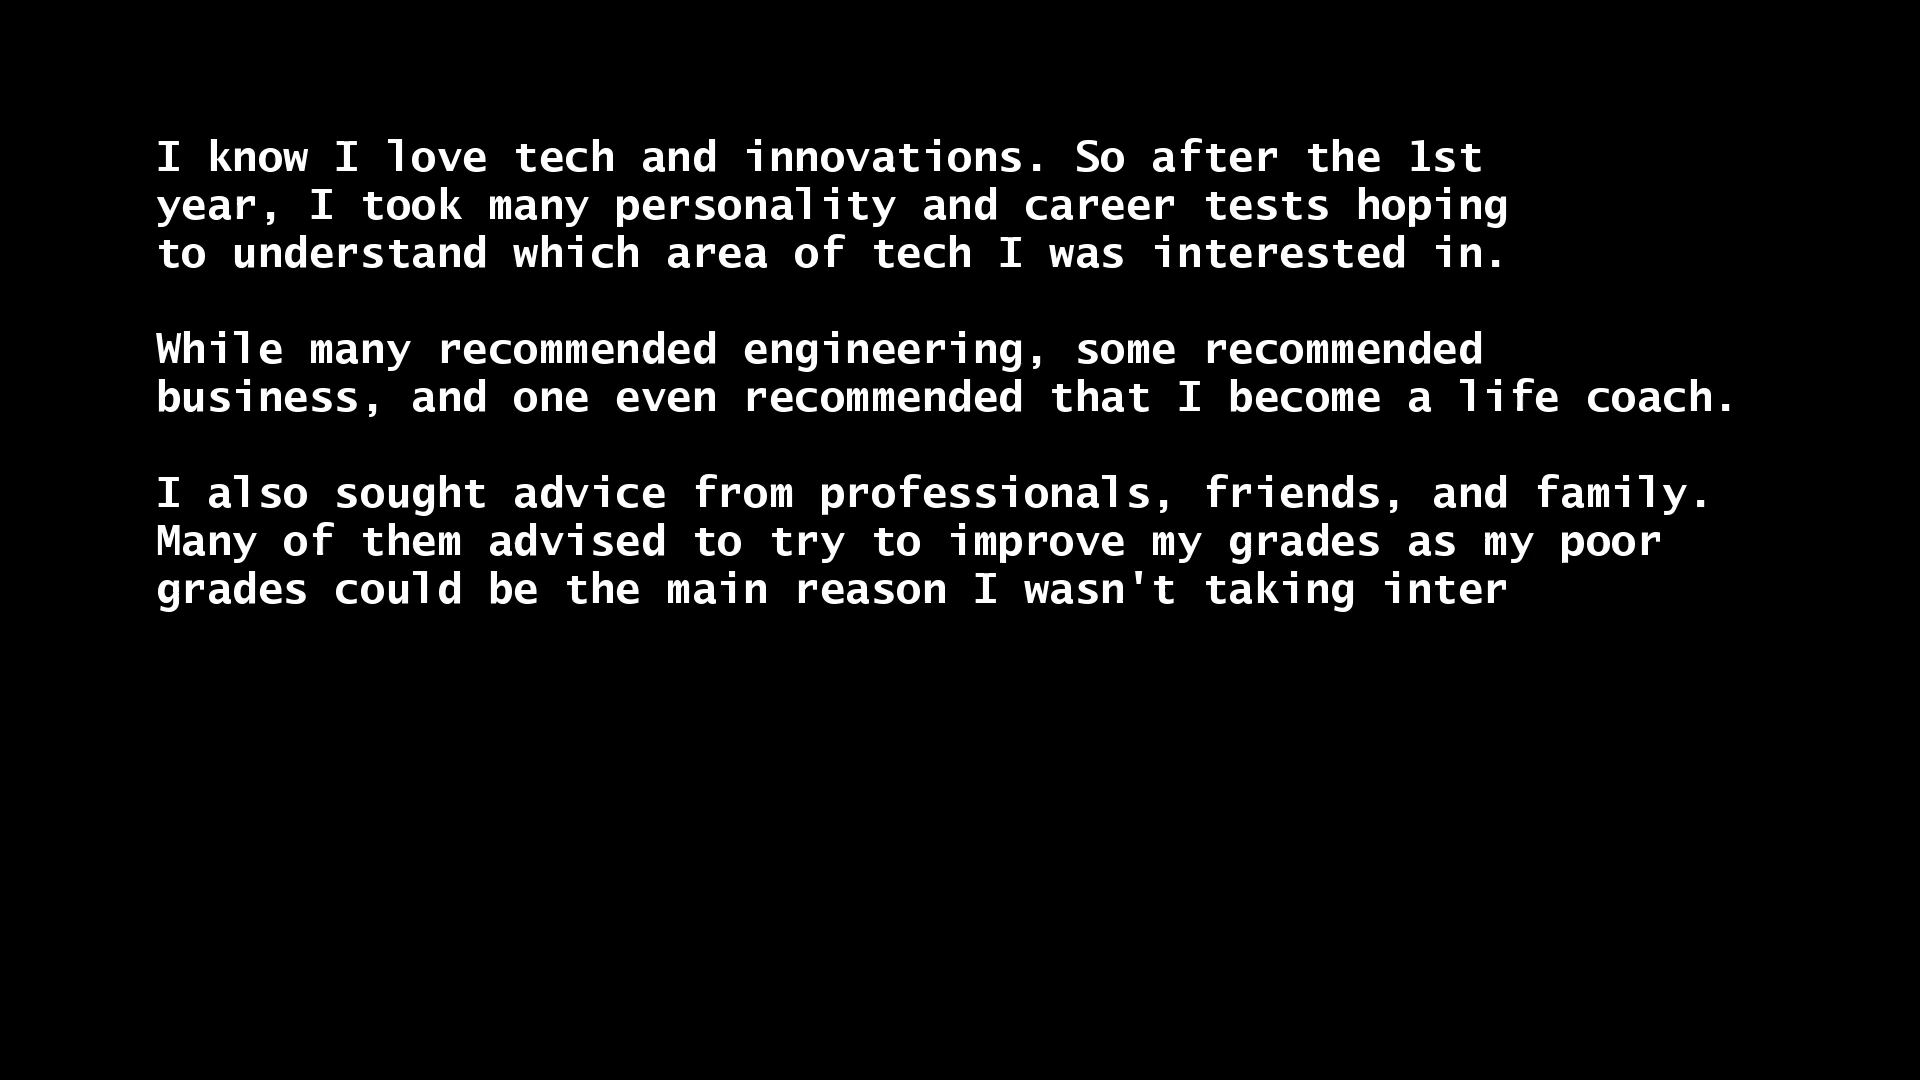 I know I love tech and innovations. So after the 1st
year, I took many personality and career tests hoping
to understand which area of tech I was interested in.
While many recommended engineering, some recommended
business, and one even recommended that I become a life coach.
I also sought advice from professionals, friends, and family.
Many of them advised to try to improve my grades as my poor
grades could be the main reason I wasn't taking inter